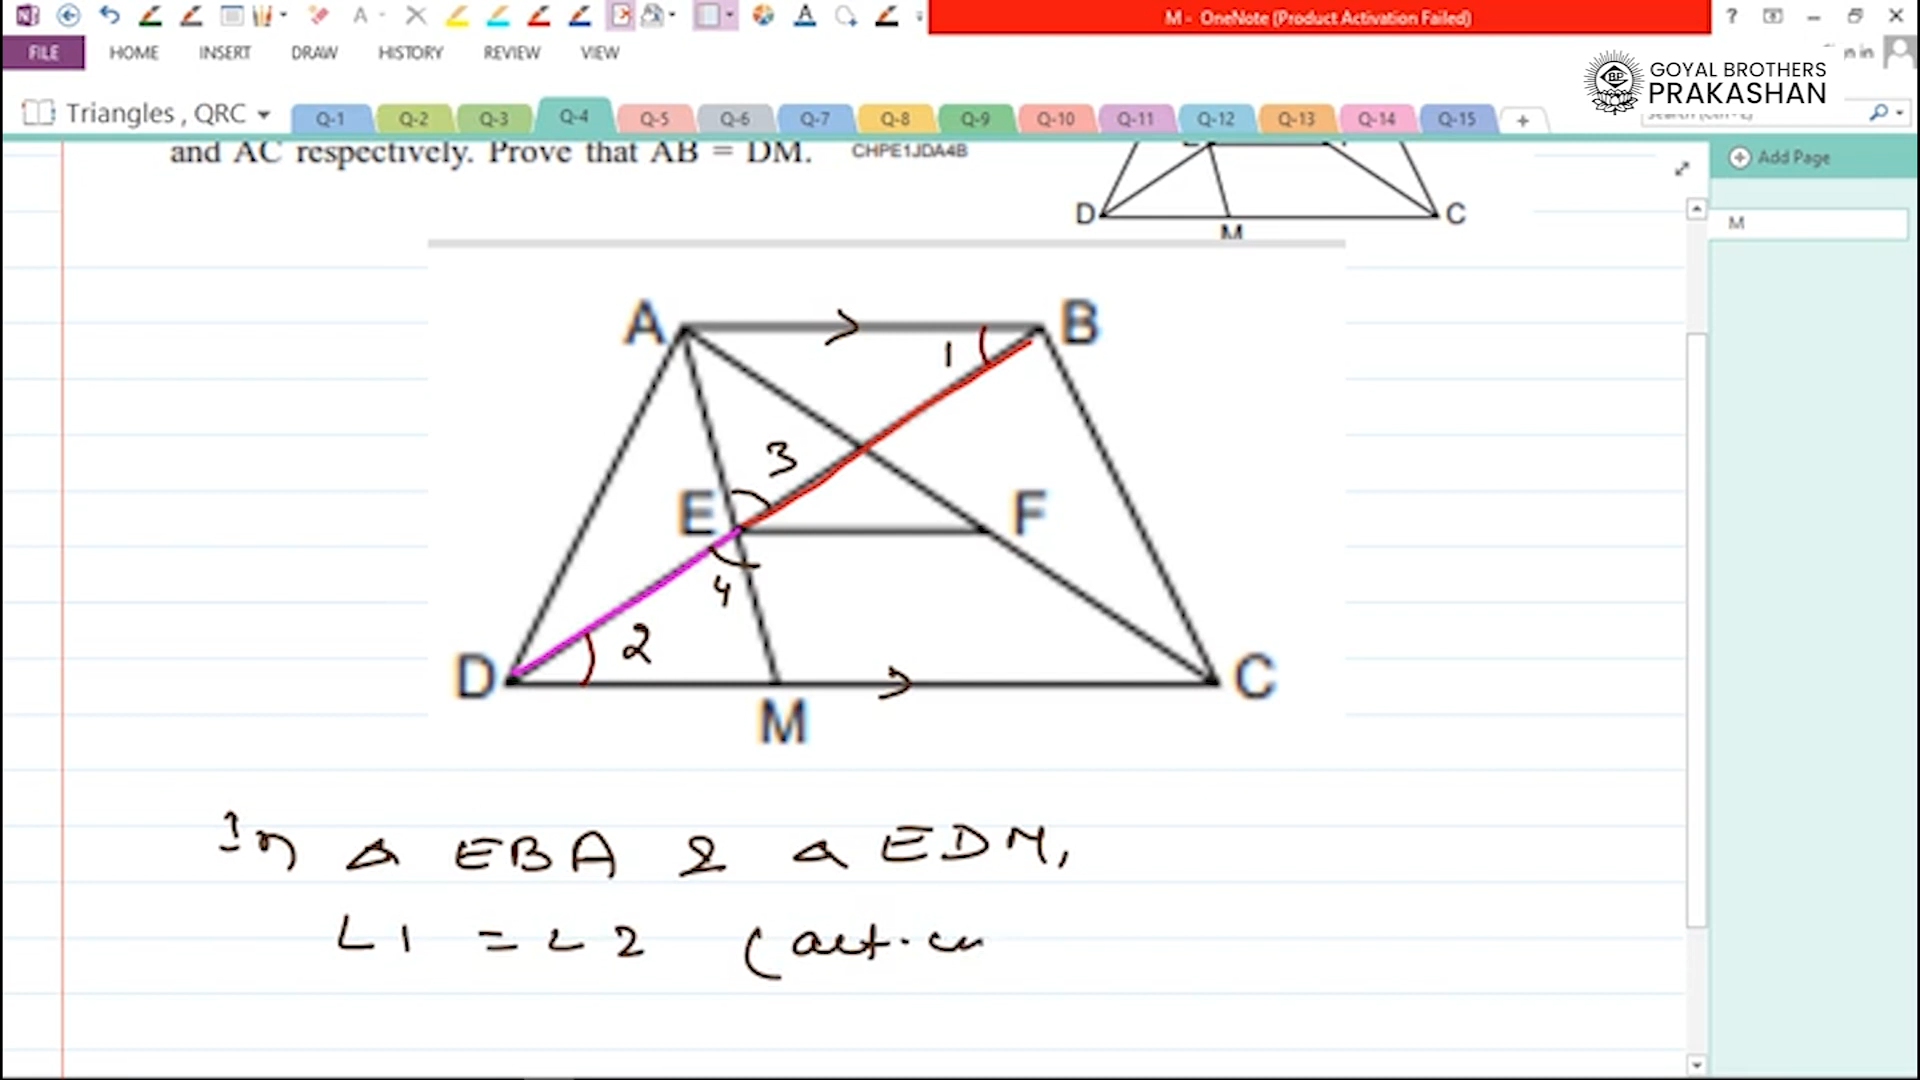 M - OneNote (Product Activation Failed)
FILE HOME INSERT DRAW HISTORY REVIEW VIEW
GOYAL BROTHERS
PRAKASHAN
Triangles , QRC Q-1 Q-2 Q-3 Q-4 Q-5 Q-6 Q-7 Q-8 Q-9 Q-10 Q-11 Q-12 Q-13 Q-14 Q-15
and AC respectively. Prove that AB = DM. CHPE1JDA4B
Add Page
M
D C
M
A B
1
3
E F
4
2
D C
M
In △ EBA & △ EDM,
∠1 = ∠2 (alt.